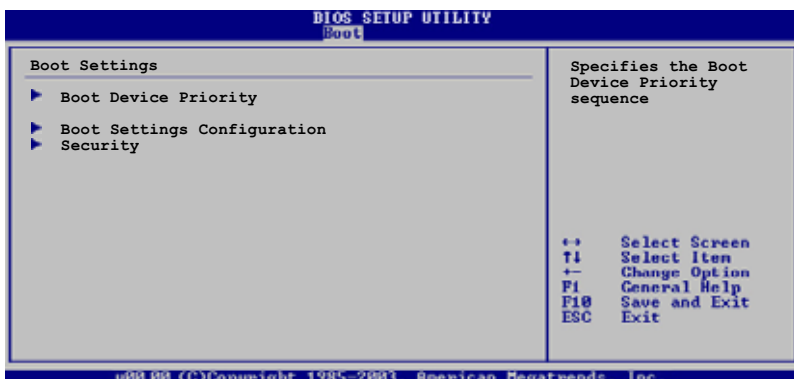 BIOS SETUP UTILITY
Boot
Boot Settings
Boot Device Priority
Boot Settings Configuration
Security
Specifies the Boot
Device Priority
sequence
↔ Select Screen
↑↓ Select Item
+- Change Option
F1 General Help
F10 Save and Exit
ESC Exit
v00.00 (C)Copyright 1985-2003, American Megatrends, Inc.